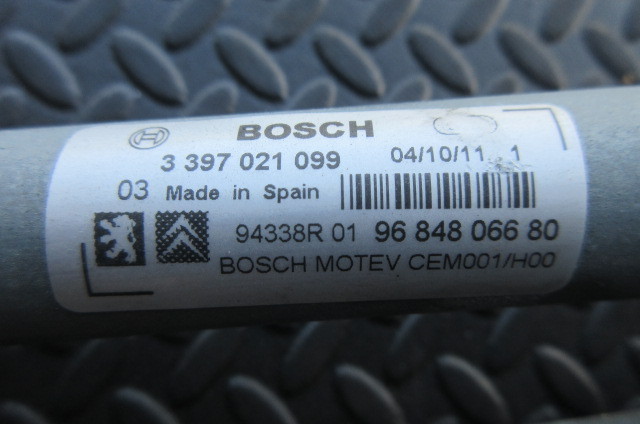 BOSCH
3 397 021 099 04/10/11 1
03 Made in Spain
94338R 01 96 848 066 80
BOSCH MOTEV CEM001/H00